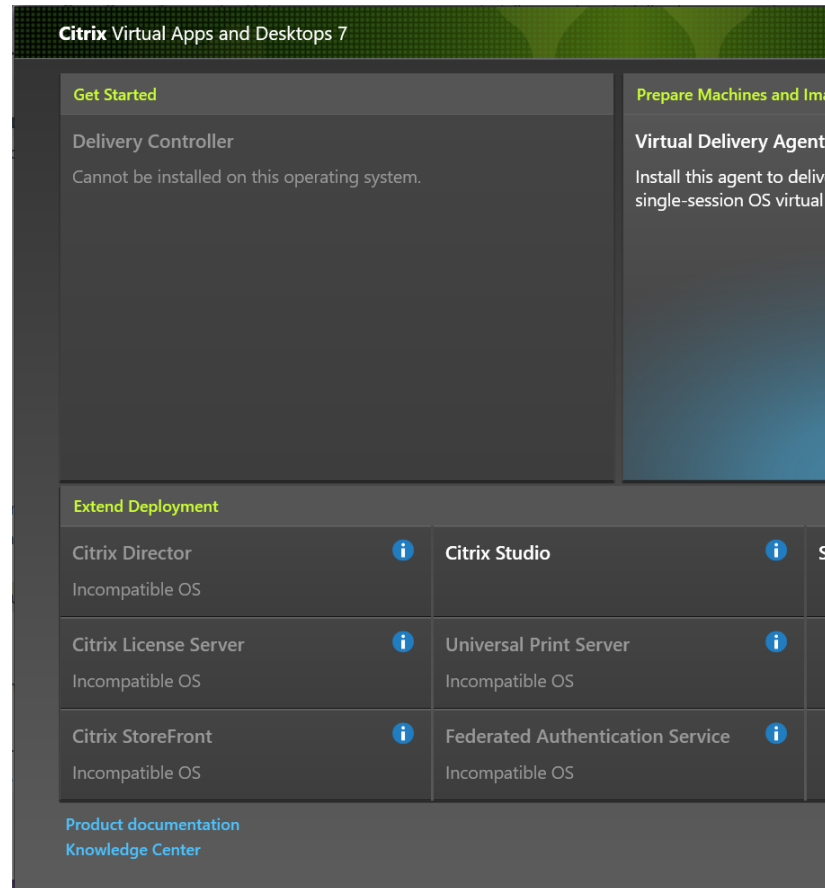 Citrix Virtual Apps and Desktops 7
Get Started
Delivery Controller
Cannot be installed on this operating system.
Prepare Machines and
Virtual Delivery Agent
Install this agent to
single-session OS virtual
Extend Deployment
Citrix Director
Incompatible OS
Citrix Studio
Citrix License Server
Incompatible OS
Universal Print Server
Incompatible OS
Citrix StoreFront
Incompatible OS
Federated Authentication Service
Incompatible OS
Product documentation
Knowledge Center